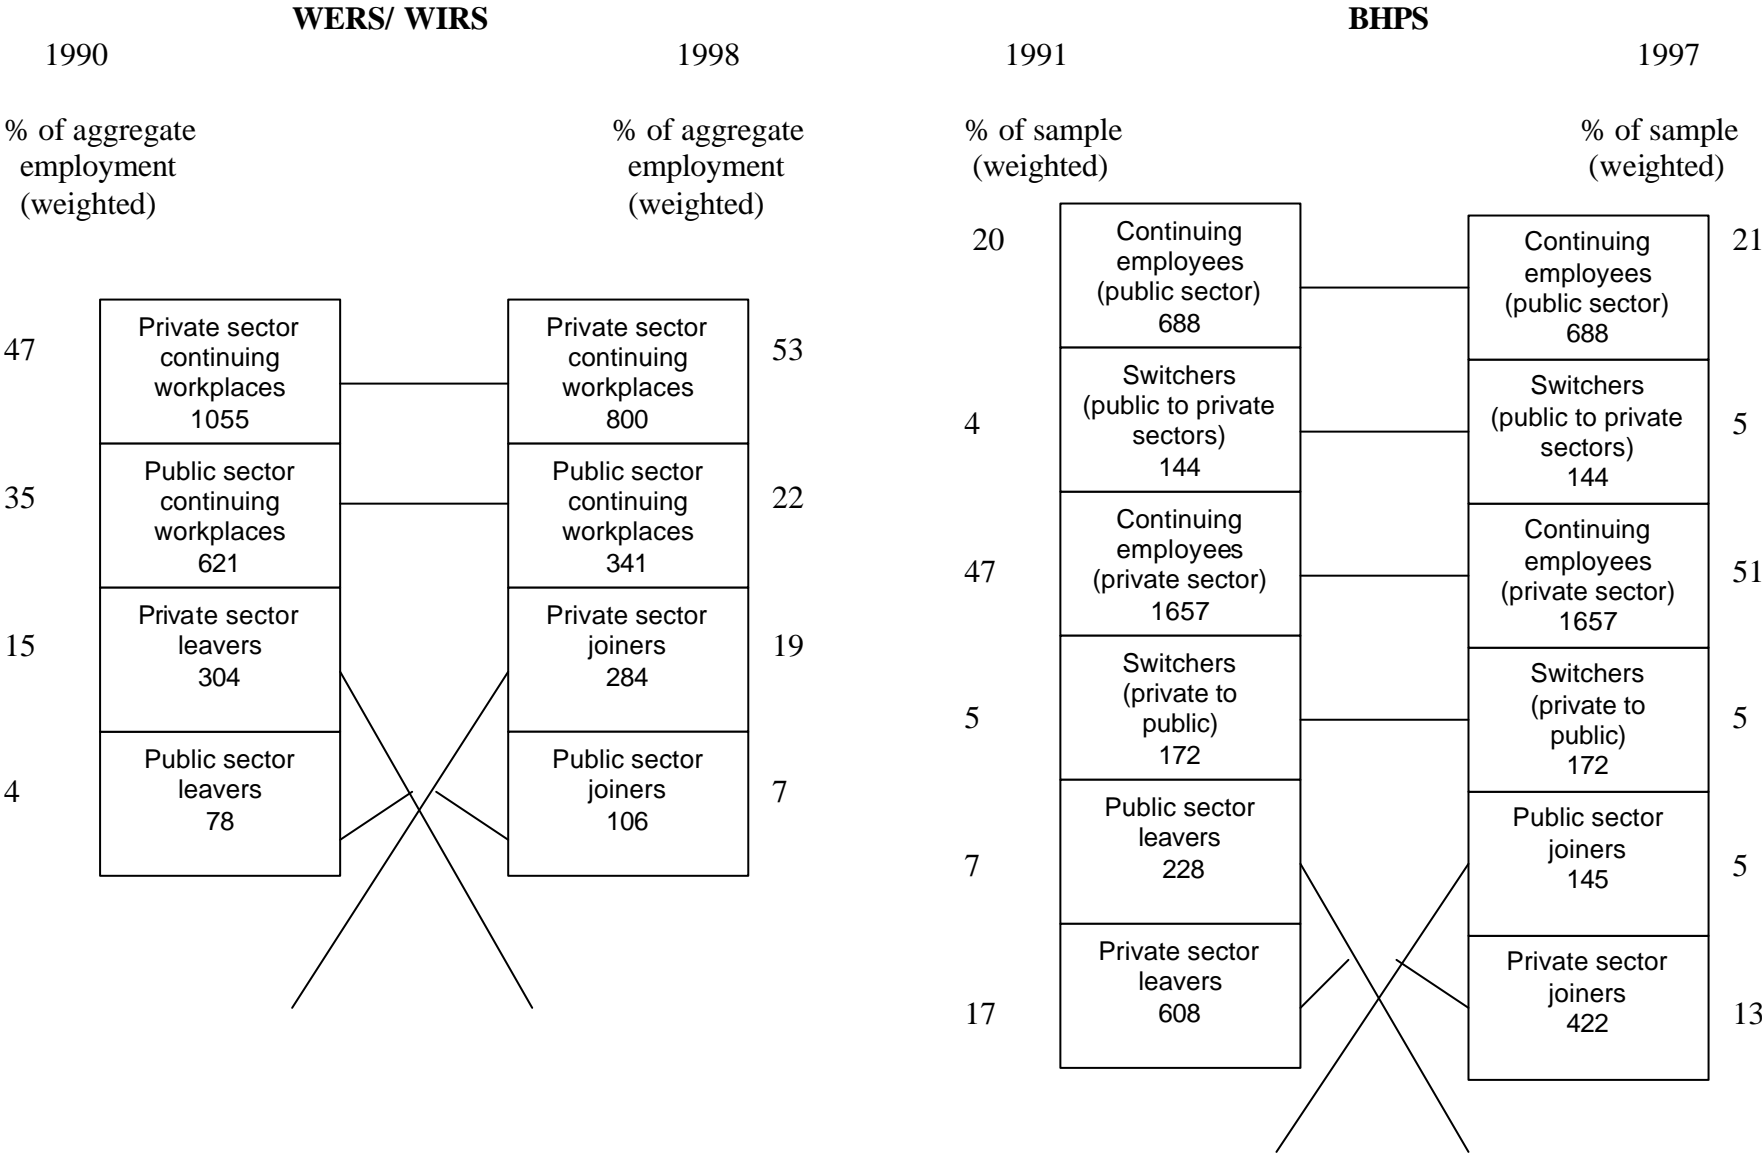 WERS/ WIRS
1990
1998
% of aggregate
employment
(weighted)
% of aggregate
employment
(weighted)
47
Private sector
continuing
workplaces
1055
Private sector
continuing
workplaces
800
53
35
Public sector
continuing
workplaces
621
Public sector
continuing
workplaces
341
22
15
Private sector
leavers
304
Private sector
joiners
284
19
4
Public sector
leavers
78
Public sector
joiners
106
7
BHPS
1991
1997
% of sample
(weighted)
% of sample
(weighted)
20
Continuing
employees
(public sector)
688
Continuing
employees
(public sector)
688
21
4
Switchers
(public to private
sectors)
144
Switchers
(public to private
sectors)
144
5
47
Continuing
employees
(private sector)
1657
Continuing
employees
(private sector)
1657
51
5
Switchers
(private to
public)
172
Switchers
(private to
public)
172
5
7
Public sector
leavers
228
Public sector
joiners
145
5
17
Private sector
leavers
608
Private sector
joiners
422
13